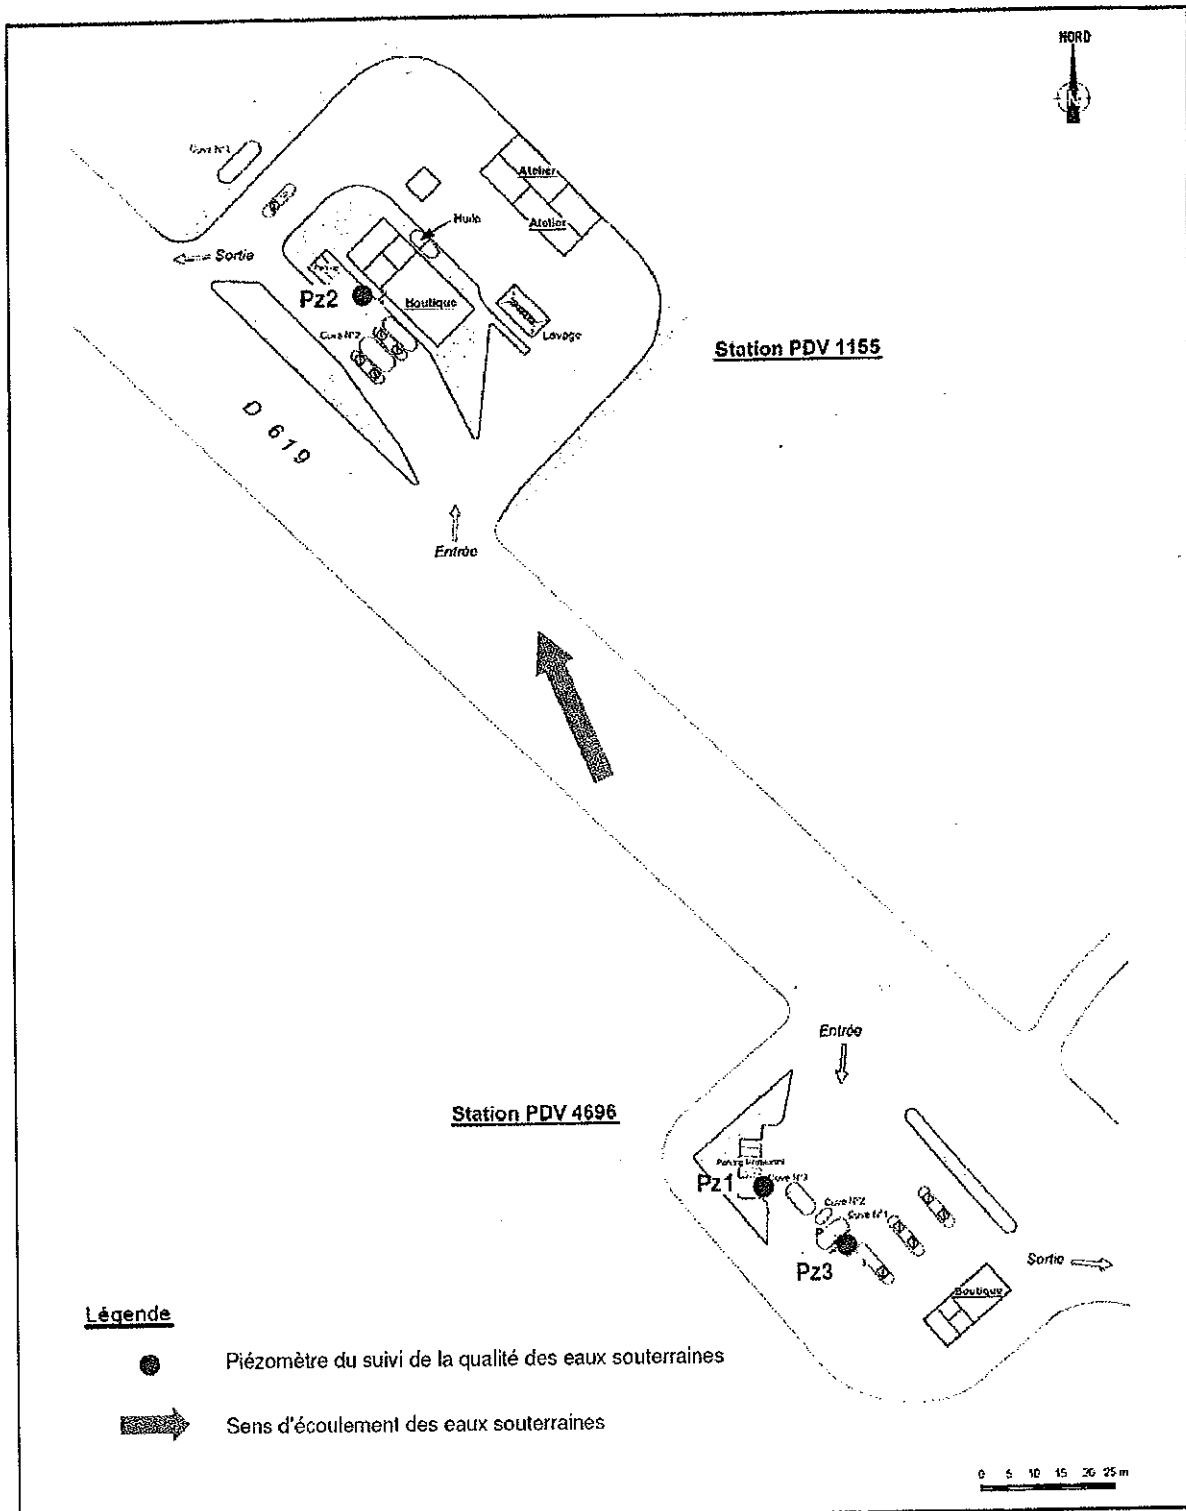 NORD
N
Cuve N°1
Atelier
Atelier
Huile
Sortie
Pz2
Boutique
Cuve N°2
Lavage
Station PDV 1155
D 619
Entrée
Entrée
Station PDV 4696
Pz1
Cuve N°3
Cuve N°2
Cuve N°1
P
Pz3
Sortie
Boutique
Légende
Piézomètre du suivi de la qualité des eaux souterraines
Sens d'écoulement des eaux souterraines
0 5 10 15 20 25 m